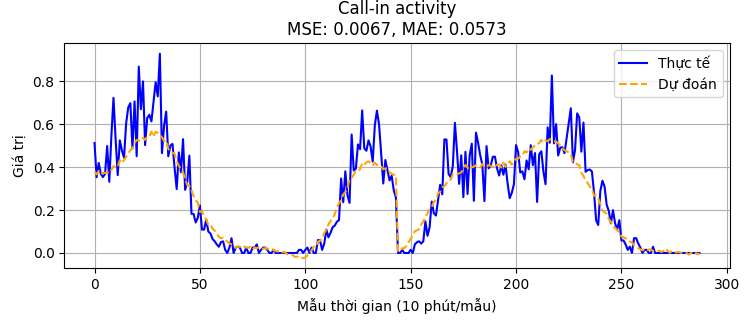 Call-in activity
MSE: 0.0067, MAE: 0.0573
Thực tế
Dự đoán
Giá trị
0.8
0.6
0.4
0.2
0.0
0 50 100 150 200 250 300
Mẫu thời gian (10 phút/mẫu)